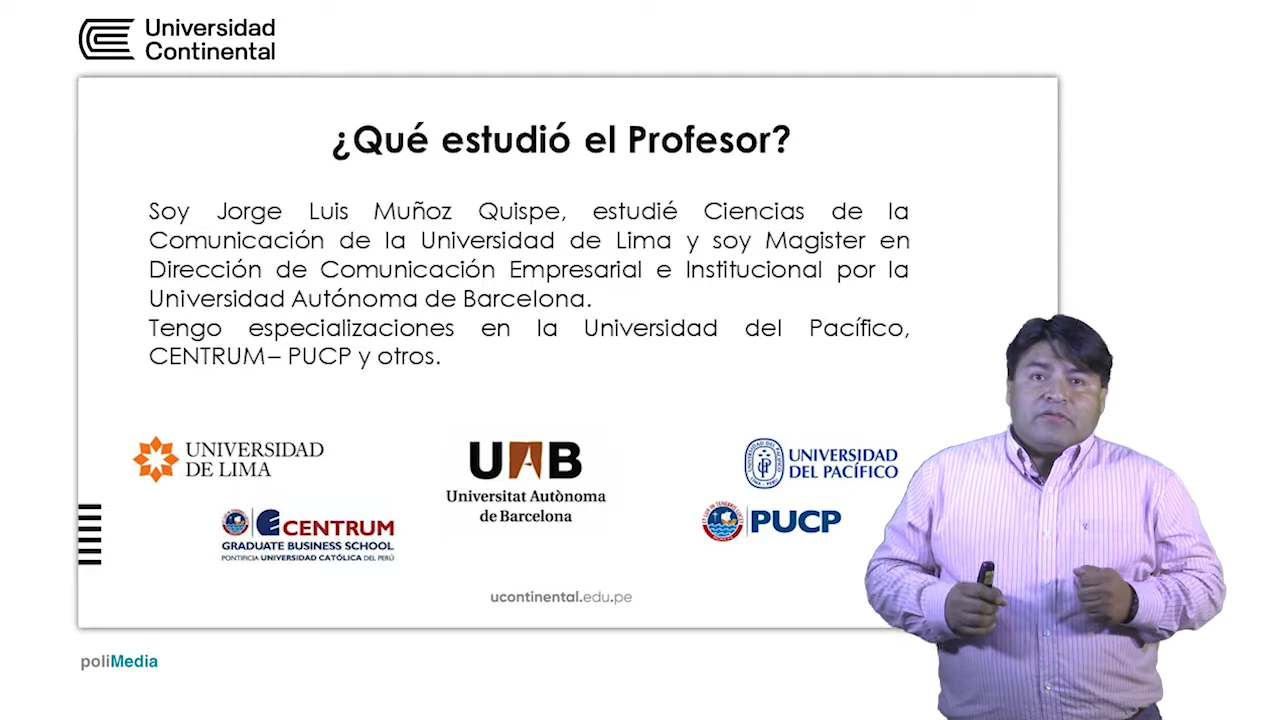 Universidad
Continental
¿Qué estudió el Profesor?
Soy Jorge Luis Muñoz Quispe, estudié Ciencias de la
Comunicación de la Universidad de Lima y soy Magister en
Dirección de Comunicación Empresarial e Institucional por la
Universidad Autónoma de Barcelona.
Tengo especializaciones en la Universidad del Pacífico,
CENTRUM– PUCP y otros.
UNIVERSIDAD
DE LIMA
UAB
Universitat Autònoma
de Barcelona
UNIVERSIDAD
DEL PACÍFICO
CENTRUM
GRADUATE BUSINESS SCHOOL
PONTIFICIA UNIVERSIDAD CATÓLICA DEL PERÚ
PUCP
ucontinental.edu.pe
poliMedia